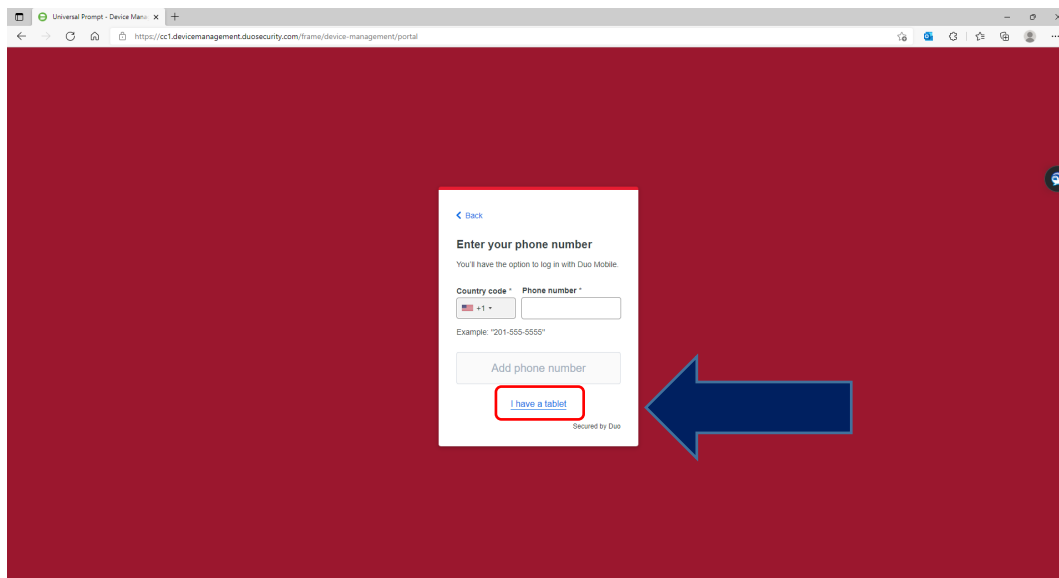 Universal Prompt - Device Mana
https://cc1.devicemanagement.duosecurity.com/frame/device-management/portal
Back
Enter your phone number
You'll have the option to log in with Duo Mobile.
Country code * Phone number *
+1
Example: "201-555-5555"
Add phone number
I have a tablet
Secured by Duo